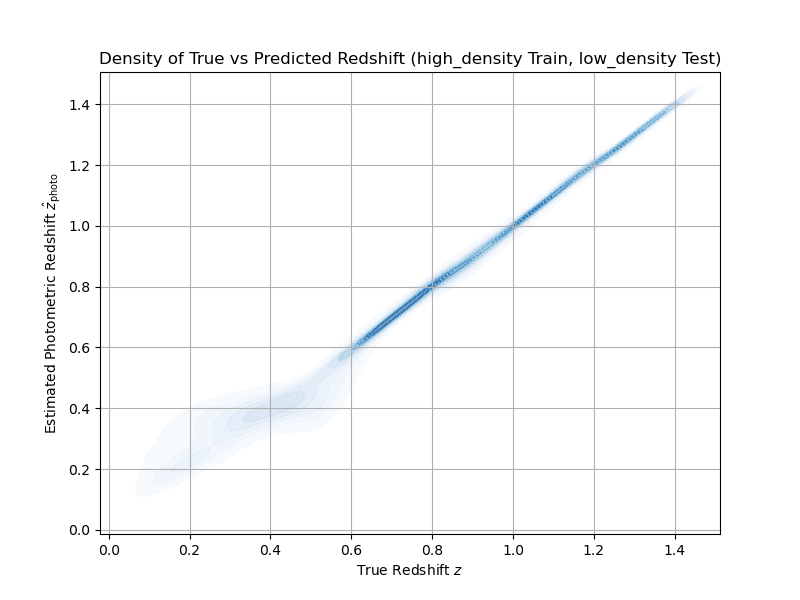 Density of True vs Predicted Redshift (high_density Train, low_density Test)
Estimated Photometric Redshift ẑ_photo
1.4
1.2
1.0
0.8
0.6
0.4
0.2
0.0
0.0 0.2 0.4 0.6 0.8 1.0 1.2 1.4
True Redshift z